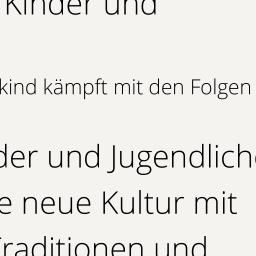 Kinder und
kind kämpft mit den Folgen
der und Jugendliche
e neue Kultur mit
Traditionen und